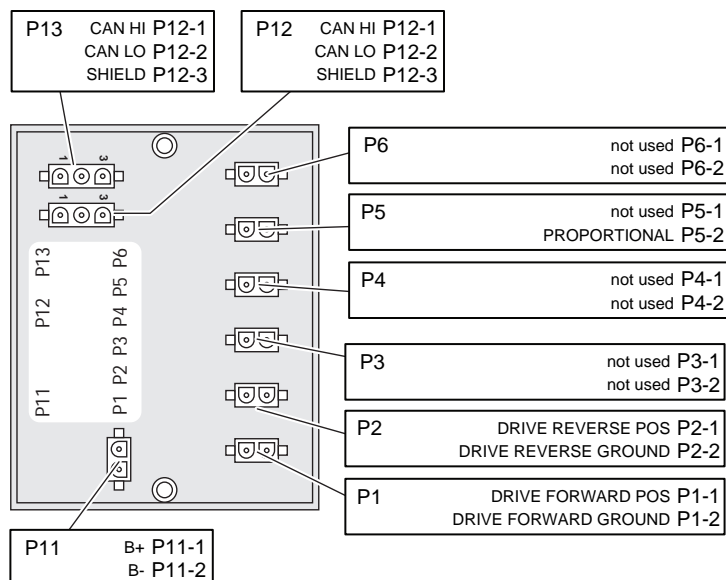 P13 CAN HI P12-1
CAN LO P12-2
SHIELD P12-3
P12 CAN HI P12-1
CAN LO P12-2
SHIELD P12-3
1 3
1 3
P13 P12 P11
P6 P5 P4 P3 P2 P1
P6 not used P6-1
not used P6-2
P5 not used P5-1
PROPORTIONAL P5-2
P4 not used P4-1
not used P4-2
P3 not used P3-1
not used P3-2
P2 DRIVE REVERSE POS P2-1
DRIVE REVERSE GROUND P2-2
P1 DRIVE FORWARD POS P1-1
DRIVE FORWARD GROUND P1-2
P11 B+ P11-1
B- P11-2